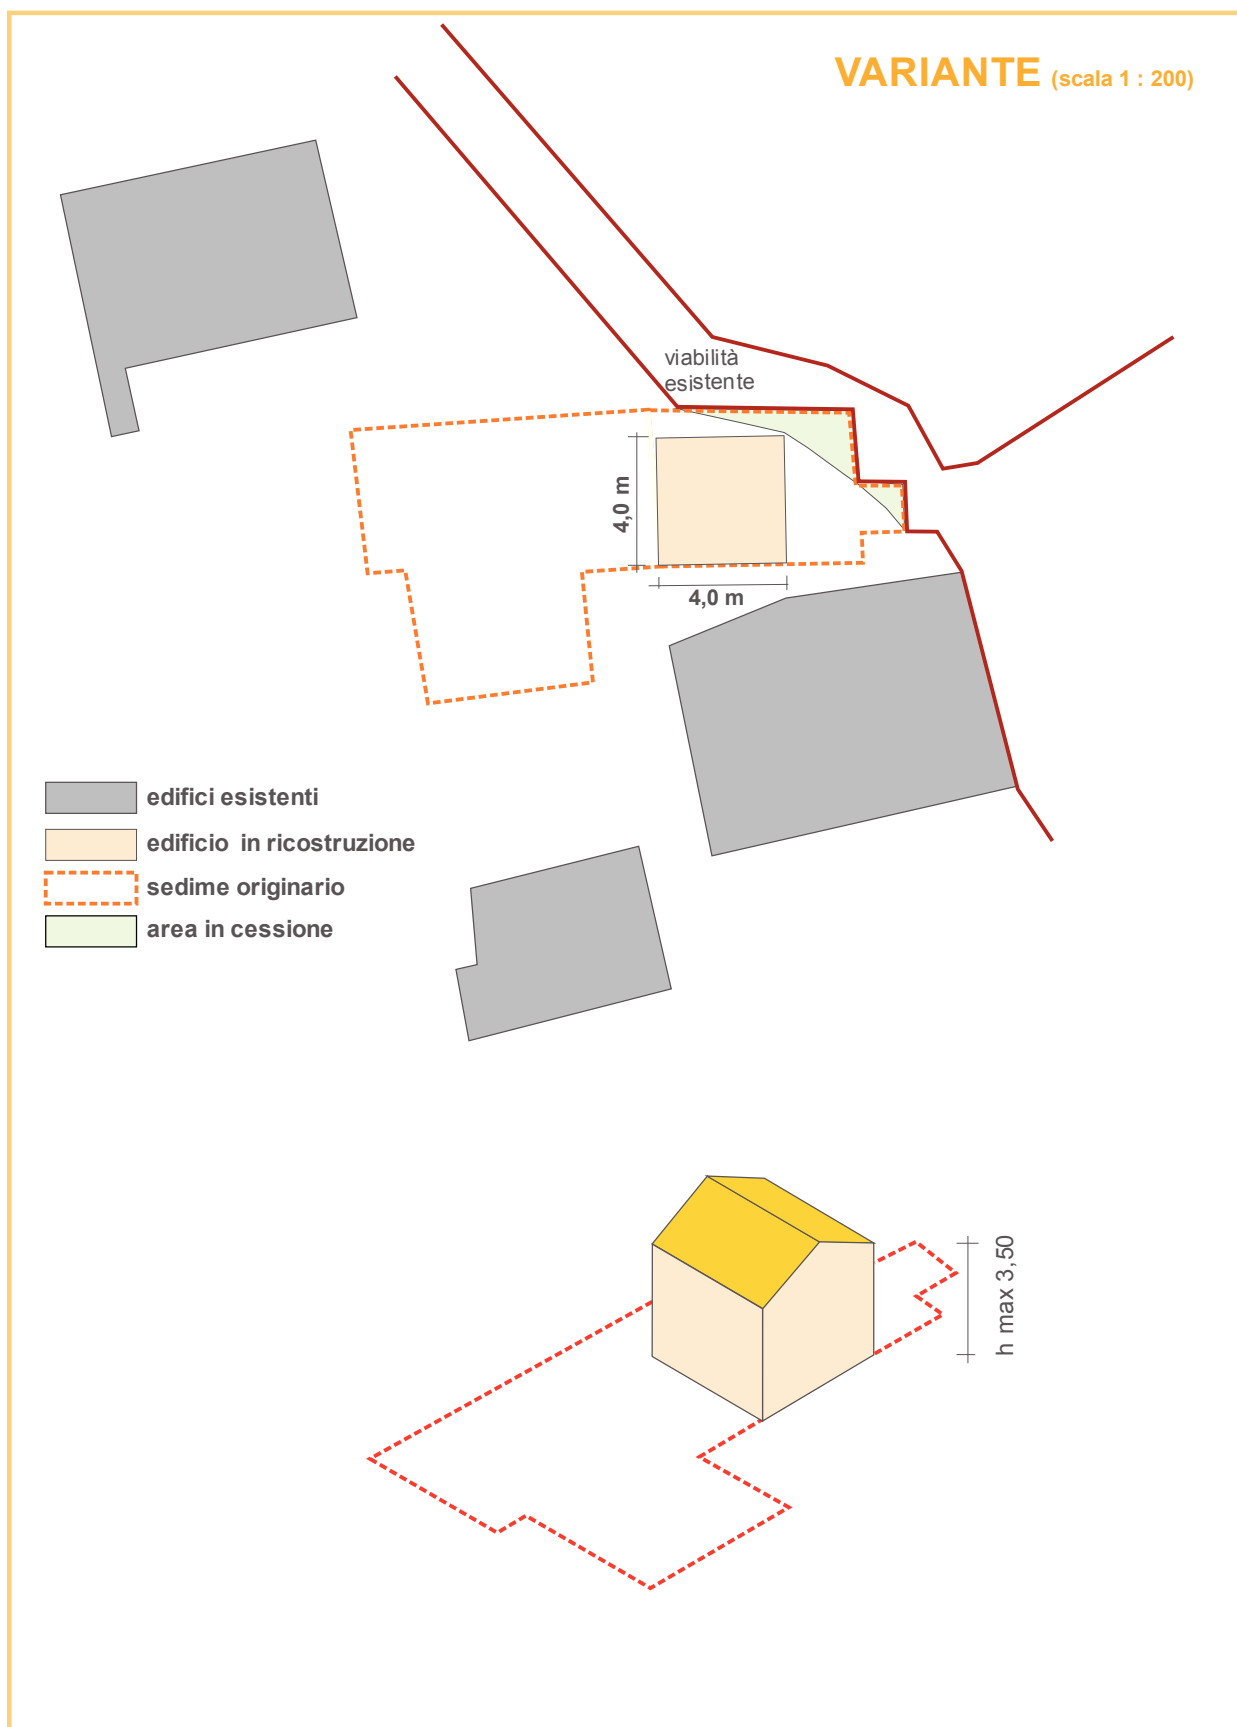 VARIANTE (scala 1 : 200)
viabilità
esistente
4,0 m
4,0 m
edifici esistenti
edificio in ricostruzione
sedime originario
area in cessione
h max 3,50